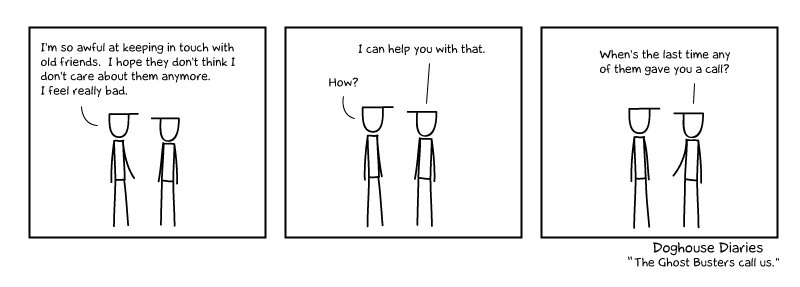 I'm so awful at keeping in touch with
old friends. I hope they don't think I
don't care about them anymore.
I feel really bad.
I can help you with that.
How?
When's the last time any
of them gave you a call?
Doghouse Diaries
"The Ghost Busters call us."